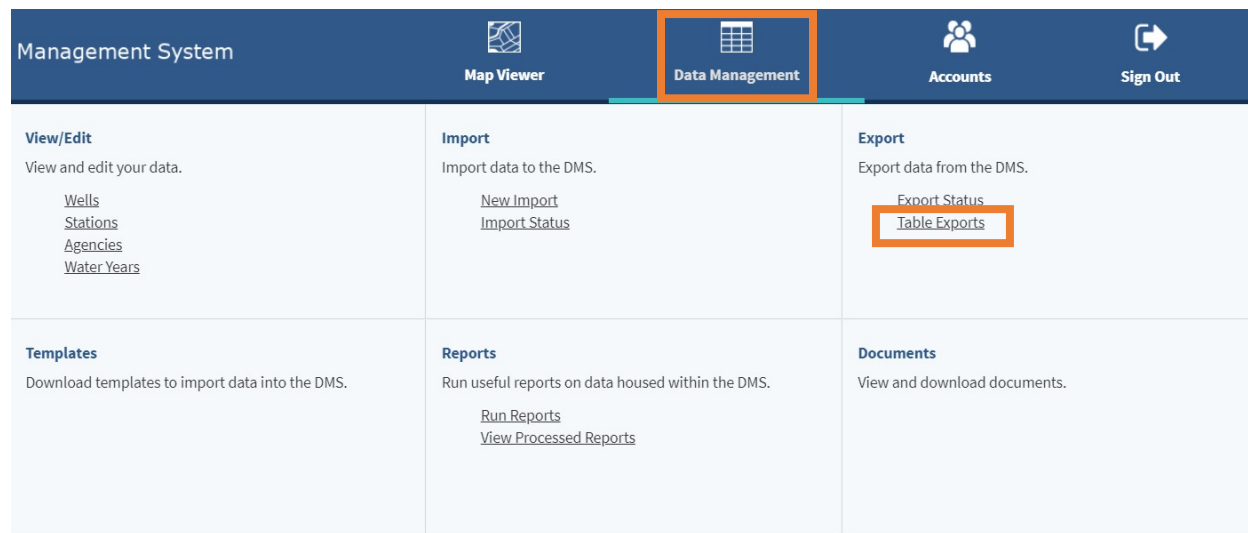 Management System
Map Viewer
Data Management
Accounts
Sign Out
View/Edit
View and edit your data.
Wells
Stations
Agencies
Water Years
Import
Import data to the DMS.
New Import
Import Status
Export
Export data from the DMS.
Export Status
Table Exports
Templates
Download templates to import data into the DMS.
Reports
Run useful reports on data housed within the DMS.
Run Reports
View Processed Reports
Documents
View and download documents.